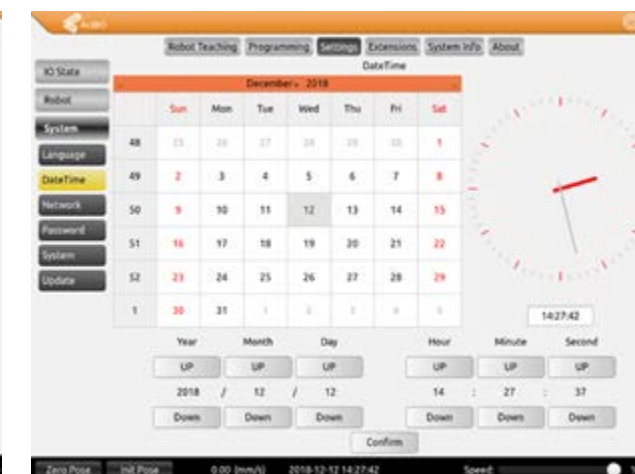 AUBO
Robot Teaching Programming Settings Extensions System Info About
DateTime
IO State
Robot
System
Language
DateTime
Network
Password
System
Update
December 2018
Sun Mon Tue Wed Thu Fri Sat
48 25 26 27 28 29 30 1
49 2 3 4 5 6 7 8
50 9 10 11 12 13 14 15
51 16 17 18 19 20 21 22
52 23 24 25 26 27 28 29
1 30 31 1 2 3 4 5
14:27:42
Year Month Day Hour Minute Second
UP UP UP UP UP UP
2018 / 12 / 12 14 : 27 : 37
Down Down Down Down Down Down
Confirm
Zero Pose Init Pose 0.00 (mm/s) 2018-12-12 14:27:42 Speed: